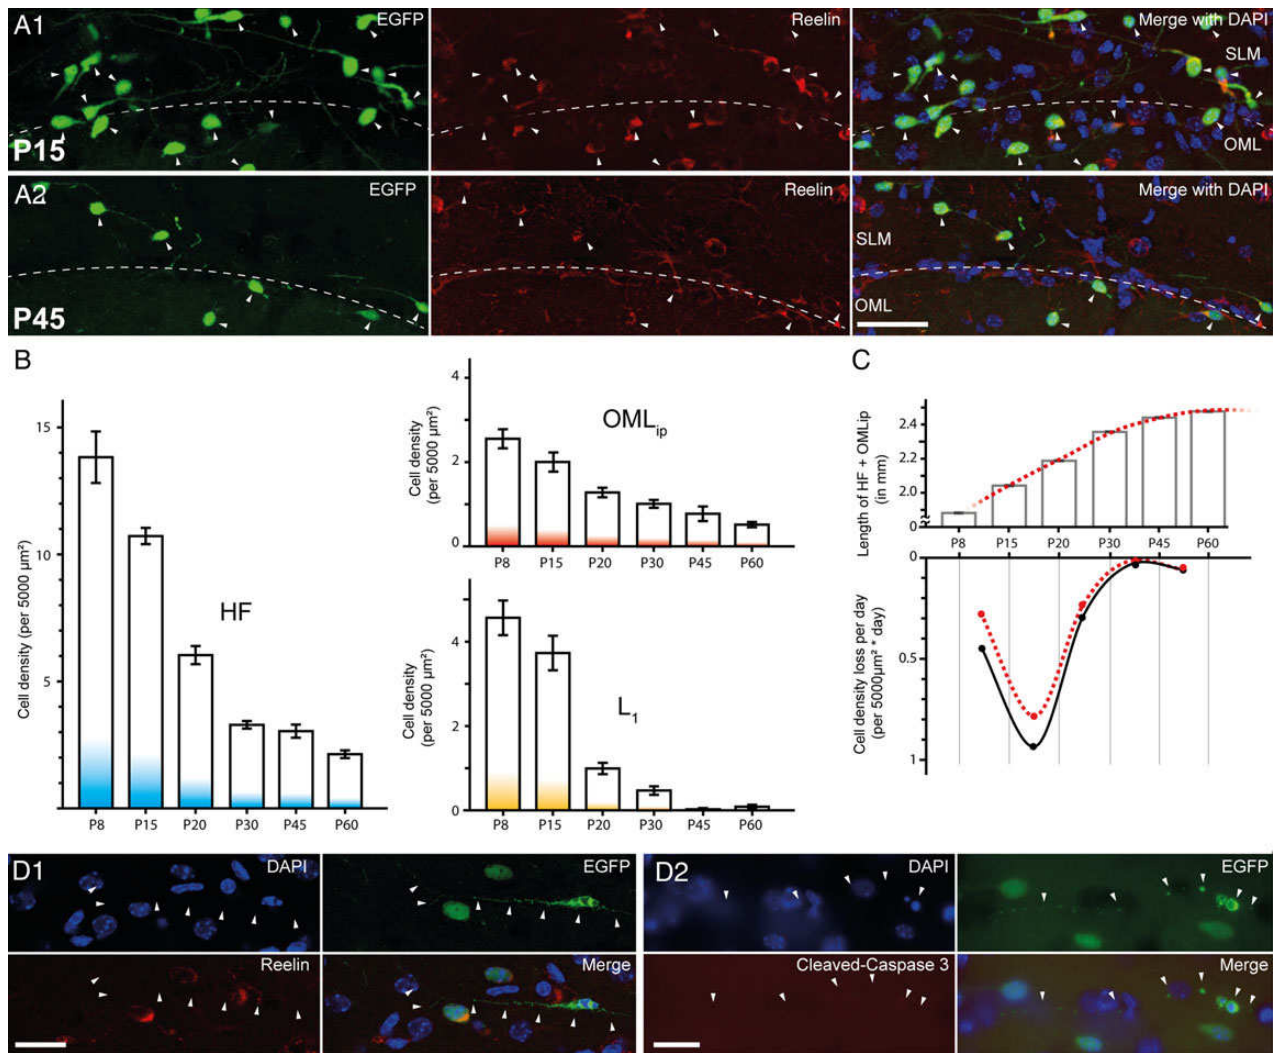 A1
EGFP
Reelin
Merge with DAPI
SLM
OML
P15
A2
EGFP
Reelin
Merge with DAPI
SLM
OML
P45
B
Cell density (per 5000 µm²)
15
10
5
HF
P8 P15 P20 P30 P45 P60
Cell density
(per 5000 µm²)
4
2
0
OMLip
P8 P15 P20 P30 P45 P60
Cell density
(per 5000 µm²)
4
2
0
L1
P8 P15 P20 P30 P45 P60
C
Length of HF + OMLip
(in mm)
2.4
2.2
2.0
0
P8 P15 P20 P30 P45 P60
Cell density loss per day
(per 5000µm² * day)
0
0.5
1
D1
DAPI
EGFP
Reelin
Merge
D2
DAPI
EGFP
Cleaved-Caspase 3
Merge